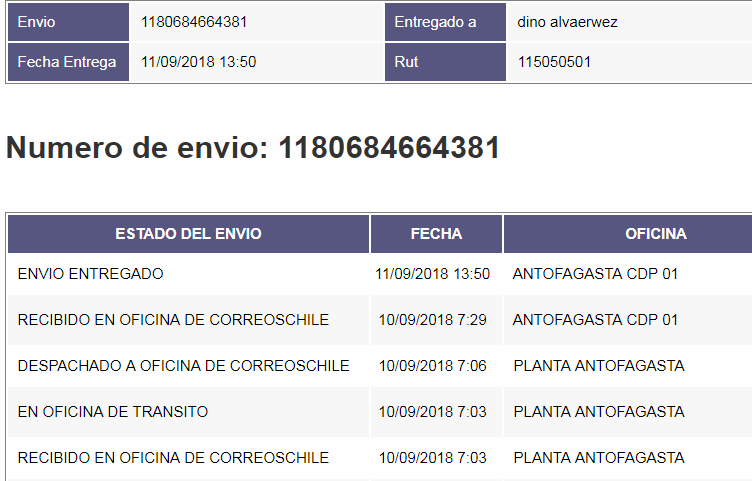 Envio 1180684664381 Entregado a dino alvaerwez
Fecha Entrega 11/09/2018 13:50 Rut 115050501
Numero de envio: 1180684664381
ESTADO DEL ENVIO FECHA OFICINA
ENVIO ENTREGADO 11/09/2018 13:50 ANTOFAGASTA CDP 01
RECIBIDO EN OFICINA DE CORREOSCHILE 10/09/2018 7:29 ANTOFAGASTA CDP 01
DESPACHADO A OFICINA DE CORREOSCHILE 10/09/2018 7:06 PLANTA ANTOFAGASTA
EN OFICINA DE TRANSITO 10/09/2018 7:03 PLANTA ANTOFAGASTA
RECIBIDO EN OFICINA DE CORREOSCHILE 10/09/2018 7:03 PLANTA ANTOFAGASTA